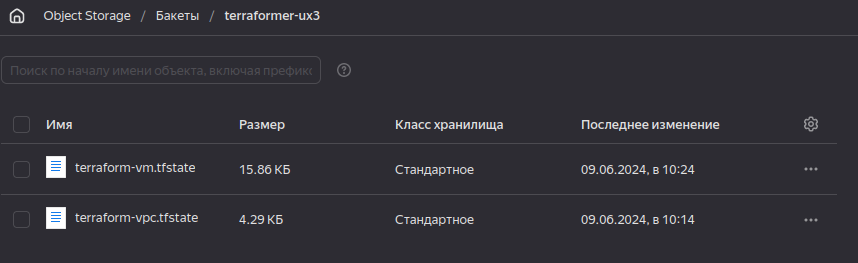 Object Storage / Бакеты / terraformer-ux3
Поиск по началу имени объекта, включая префикс
Имя Размер Класс хранилища Последнее изменение
terraform-vm.tfstate 15.86 КБ Стандартное 09.06.2024, в 10:24
terraform-vpc.tfstate 4.29 КБ Стандартное 09.06.2024, в 10:14